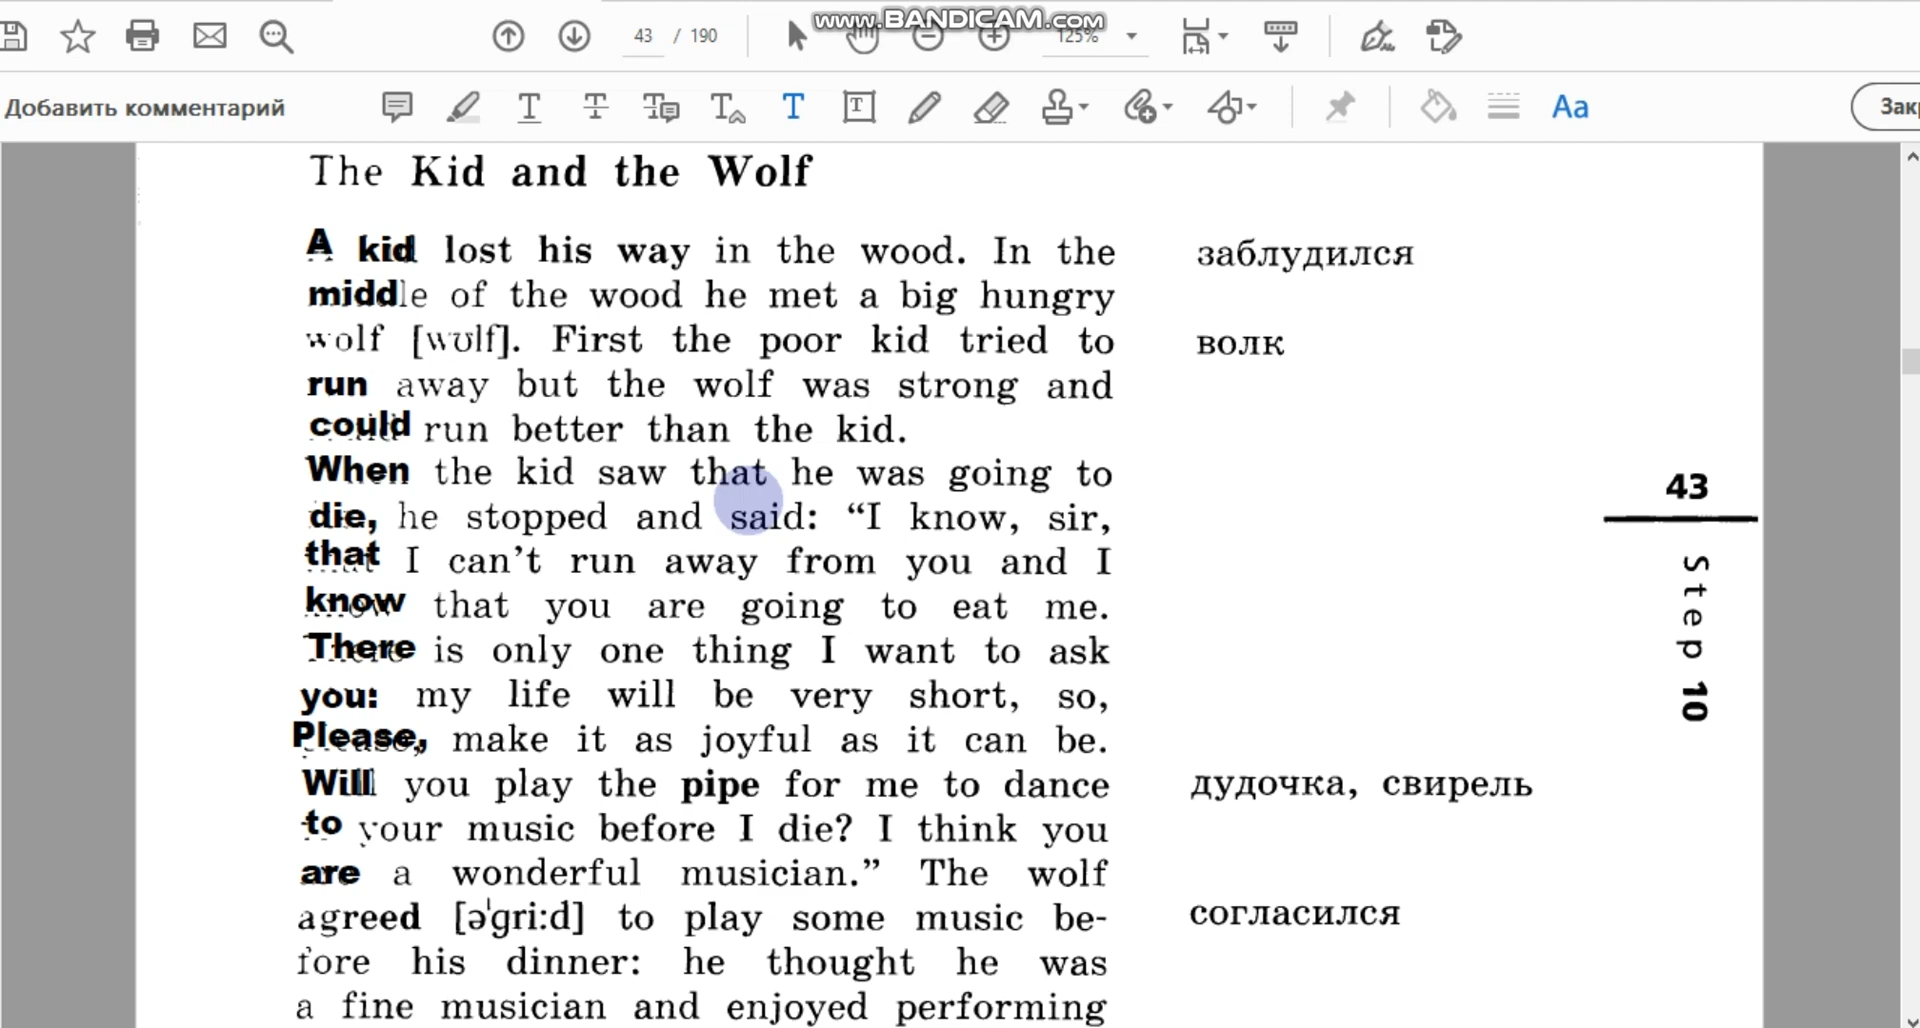 www.BANDICAM.com
43 / 190
125%
Добавить комментарий
Aa
The Kid and the Wolf
A kid lost his way in the wood. In the
заблудился
middle of the wood he met a big hungry
wolf [wʊlf]. First the poor kid tried to
волк
run away but the wolf was strong and
could run better than the kid.
When the kid saw that he was going to
die, he stopped and said: “I know, sir,
that I can’t run away from you and I
know that you are going to eat me.
There is only one thing I want to ask
you: my life will be very short, so,
Please, make it as joyful as it can be.
Will you play the pipe for me to dance
дудочка, свирель
to your music before I die? I think you
are a wonderful musician.” The wolf
agreed [əˈgri:d] to play some music be-
согласился
fore his dinner: he thought he was
a fine musician and enjoyed performing
43
Step 10